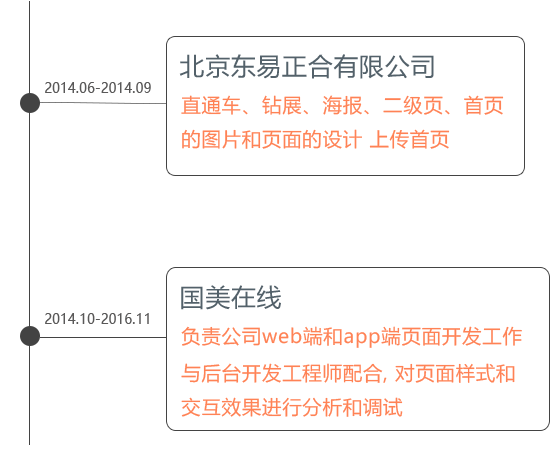 2014.06-2014.09
北京东易正合有限公司
直通车、钻展、海报、二级页、首页
的图片和页面的设计 上传首页
2014.10-2016.11
国美在线
负责公司web端和app端页面开发工作
与后台开发工程师配合, 对页面样式和
交互效果进行分析和调试